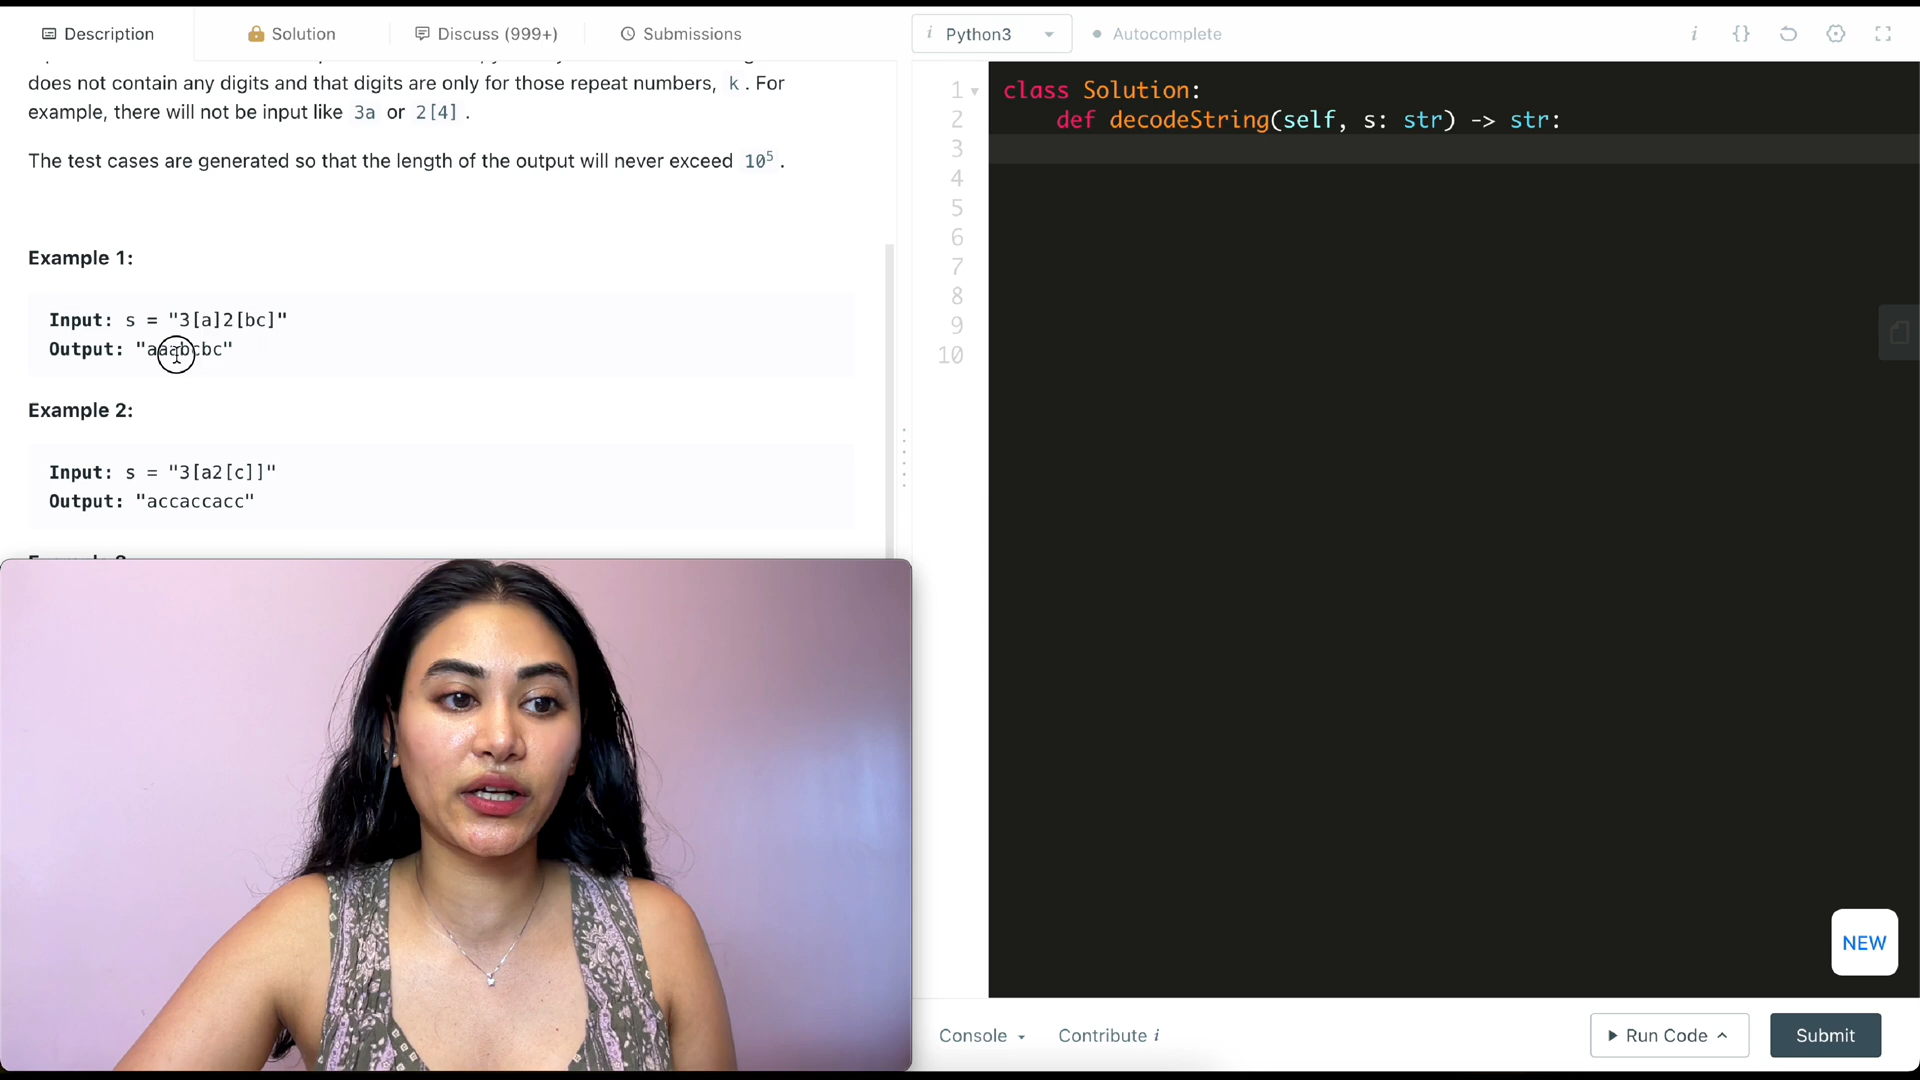 Description
Solution
Discuss (999+)
Submissions
i
Python3
Autocomplete
i
{}
does not contain any digits and that digits are only for those repeat numbers, k. For
example, there will not be input like 3a or 2[4].
The test cases are generated so that the length of the output will never exceed 10⁵.
Example 1:
Input: s = "3[a]2[bc]"
Output: "aaabcbc"
Example 2:
Input: s = "3[a2[c]]"
Output: "accaccacc"
1
2
3
4
5
6
7
8
9
10
class Solution:
def decodeString(self, s: str) -> str:
NEW
Console
Contribute i
Run Code
Submit